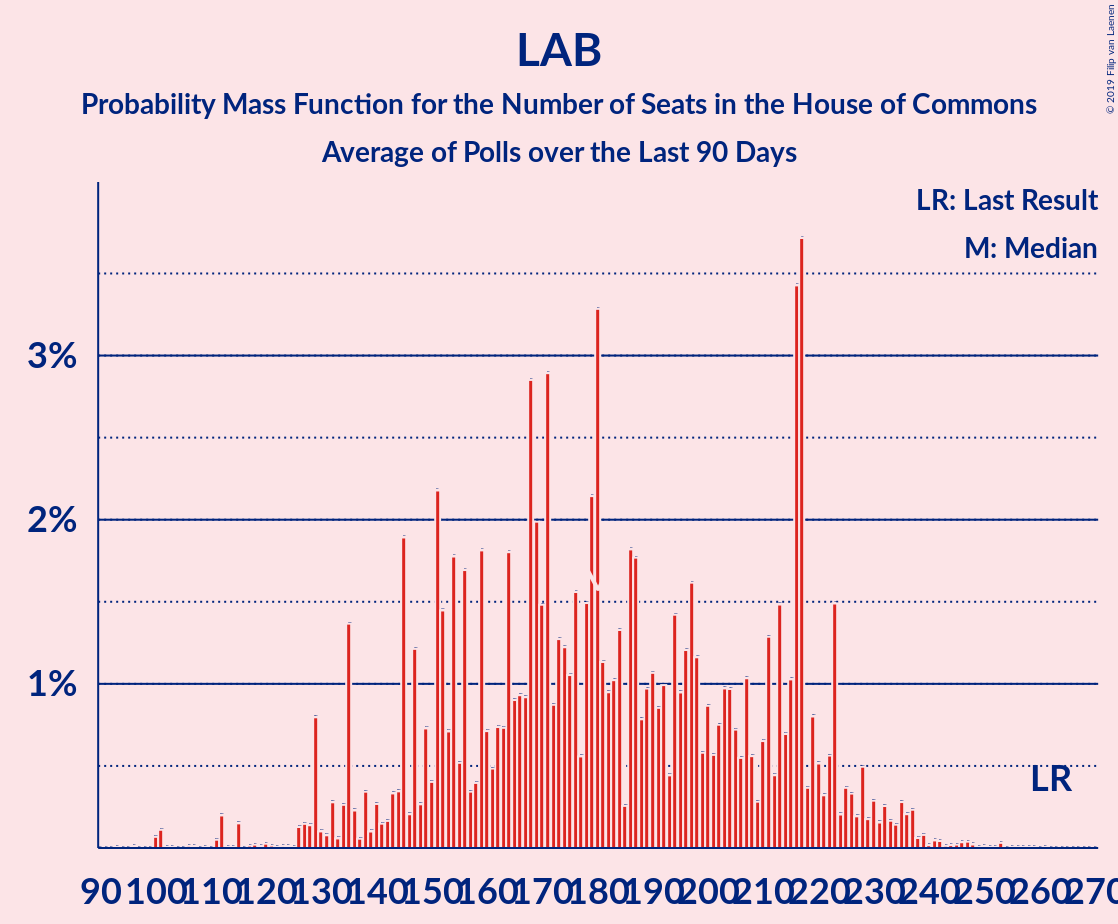 LAB
Probability Mass Function for the Number of Seats in the House of Commons
Average of Polls over the Last 90 Days
© 2019 Filip van Laenen
LR: Last Result
M: Median
3%
2%
1%
LR
90 100 110 120 130 140 150 160 170 180 190 200 210 220 230 240 250 260 270